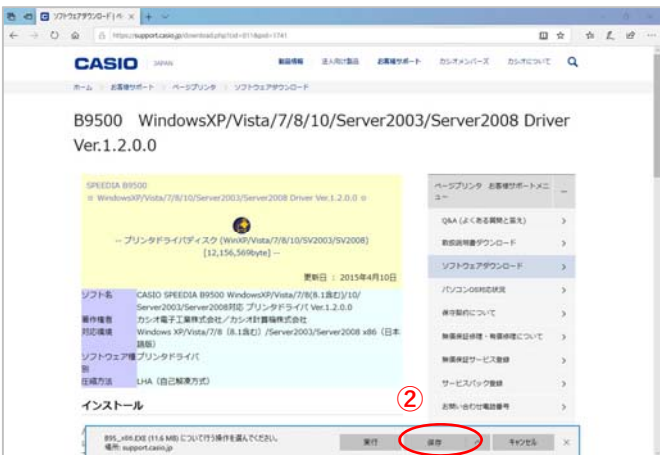 ソフトウェアダウンロード | ペ
https://support.casio.jp/download.php?cid=011&pid=1741
CASIO JAPAN 製品情報 法人向け製品 お客様サポート カシオメンバーズ カシオについて
ホーム お客様サポート ページプリンタ ソフトウェアダウンロード
B9500 WindowsXP/Vista/7/8/10/Server2003/Server2008 Driver
Ver.1.2.0.0
SPEEDIA B9500
WindowsXP/Vista/7/8/10/Server2003/Server2008 Driver Ver.1.2.0.0
-- プリンタドライバディスク (WinXP/Vista/7/8/10/SV2003/SV2008)
[12,156,569byte] --
更新日 : 2015年4月10日
ソフト名 CASIO SPEEDIA B9500 WindowsXP/Vista/7/8(8.1含む)/10/
Server2003/Server2008対応 プリンタドライバ Ver.1.2.0.0
著作権者 カシオ電子工業株式会社／カシオ計算機株式会社
対応環境 Windows XP/Vista/7/8（8.1含む）/Server2003/Server2008 x86（日本
語版）
ソフトウェア種 プリンタドライバ
別
圧縮方法 LHA（自己解凍方式）
インストール
ページプリンタ お客様サポートメニ
ュー
Q&A (よくある質問と答え)
取扱説明書ダウンロード
ソフトウェアダウンロード
パソコンOS対応状況
保守契約について
無償保証修理・有償修理について
無償保証サービス登録
サービスパック登録
お問い合わせ電話番号
②
B95_x86.EXE (11.6 MB) について行う操作を選んでください。
場所: support.casio.jp
実行 保存 キャンセル